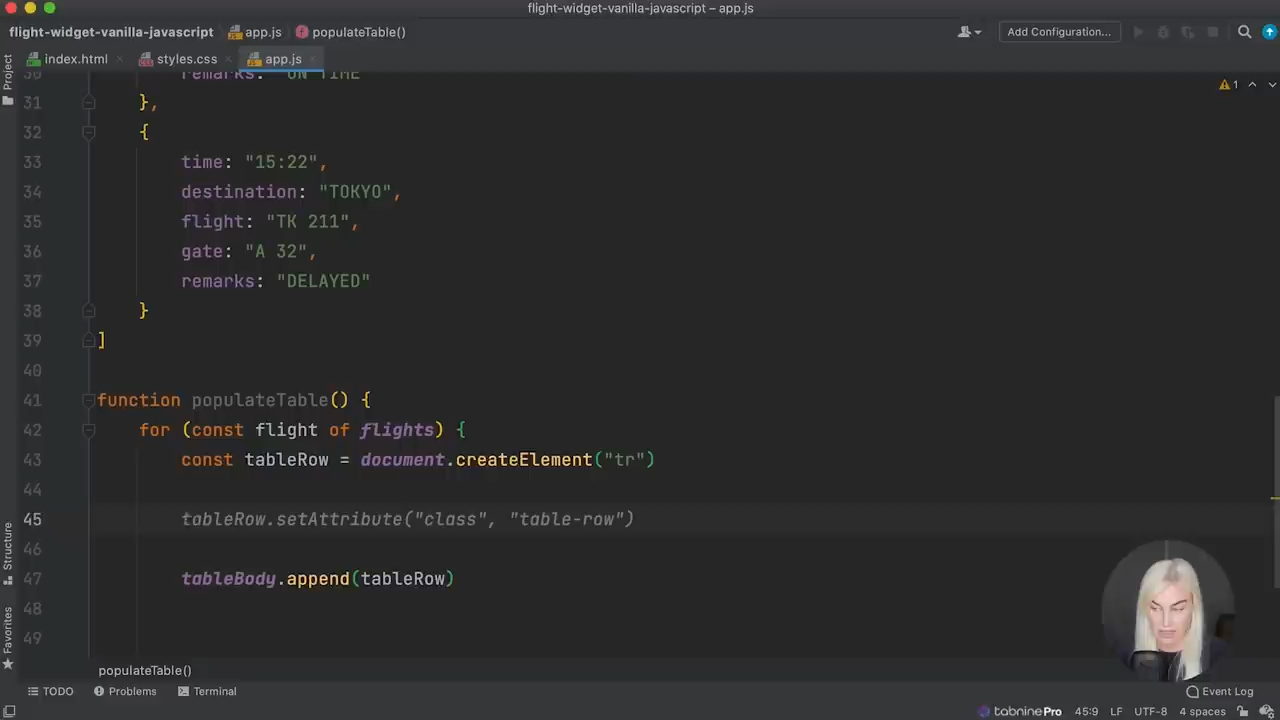 flight-widget-vanilla-javascript – app.js
flight-widget-vanilla-javascript
app.js
populateTable()
Add Configuration...
index.html
styles.css
app.js
Project
1
30 remarks: "ON TIME"
31 },
32 {
33 time: "15:22",
34 destination: "TOKYO",
35 flight: "TK 211",
36 gate: "A 32",
37 remarks: "DELAYED"
38 }
39 ]
40
41 function populateTable() {
42 for (const flight of flights) {
43 const tableRow = document.createElement("tr")
44
45 tableRow.setAttribute("class", "table-row")
46
47 tableBody.append(tableRow)
48
49
Structure
Favorites
populateTable()
TODO
Problems
Terminal
Event Log
tabnine Pro
45:9
LF
UTF-8
4 spaces